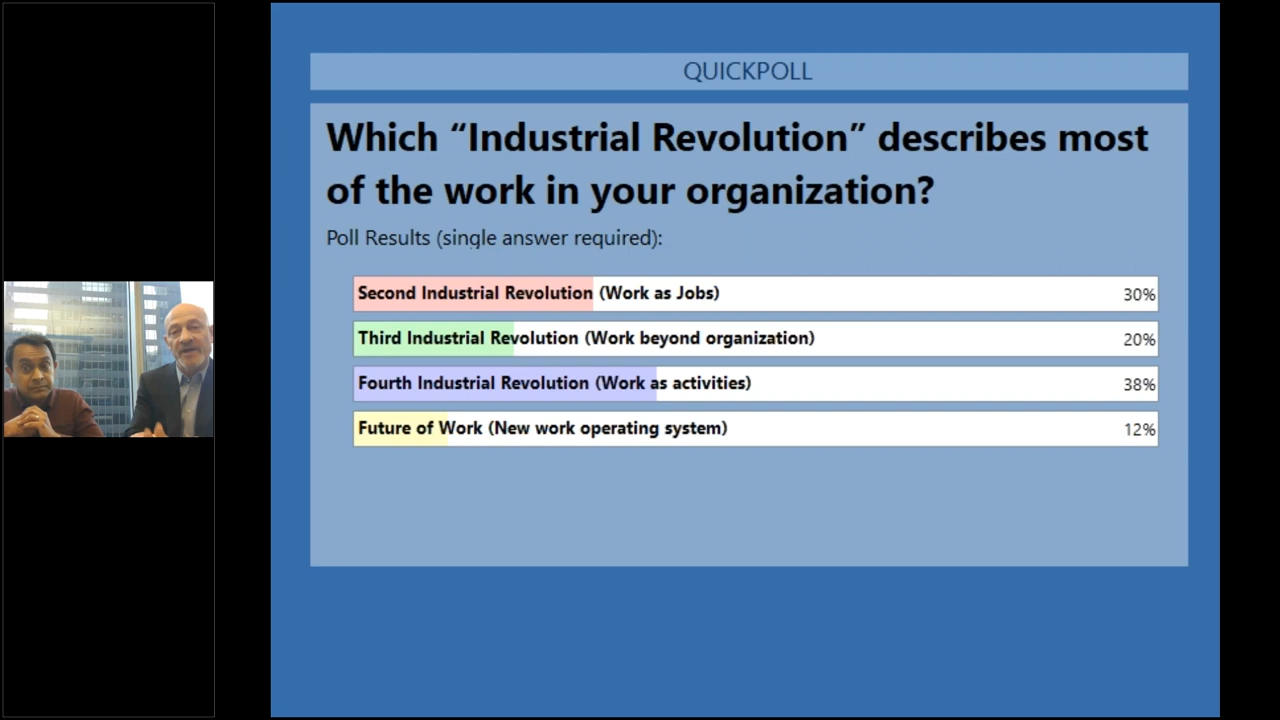 QUICKPOLL
Which “Industrial Revolution” describes most
of the work in your organization?
Poll Results (single answer required):
Second Industrial Revolution (Work as Jobs) 30%
Third Industrial Revolution (Work beyond organization) 20%
Fourth Industrial Revolution (Work as activities) 38%
Future of Work (New work operating system) 12%